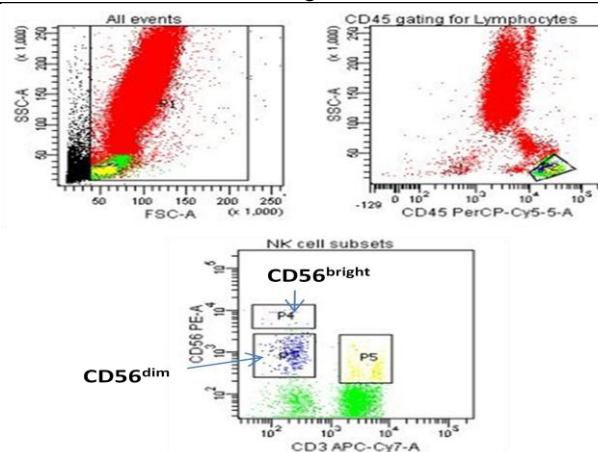 All events
SSC-A
(x 1,000)
250
200
150
100
50
P1
50 100 150 200 250
FSC-A
(x 1,000)
CD45 gating for Lymphocytes
SSC-A
(x 1,000)
250
200
150
100
50
-129
0 10² 10³ 10⁴ 10⁵
CD45 PerCP-Cy5-5-A
NK cell subsets
CD56 PE-A
10⁵
10⁴
10³
10²
CD56bright
P4
CD56dim
P5
10² 10³ 10⁴ 10⁵
CD3 APC-Cy7-A